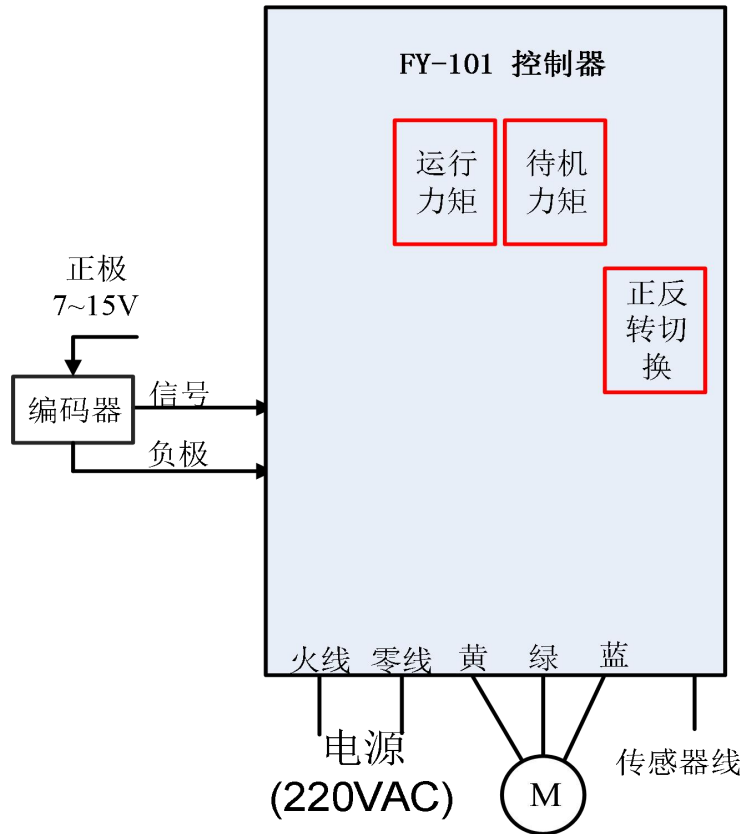 FY-101 控制器
运行
力矩
待机
力矩
正反
转切
换
正极
7~15V
编码器
信号
负极
火线
零线
黄
绿
蓝
电源
(220VAC)
M
传感器线